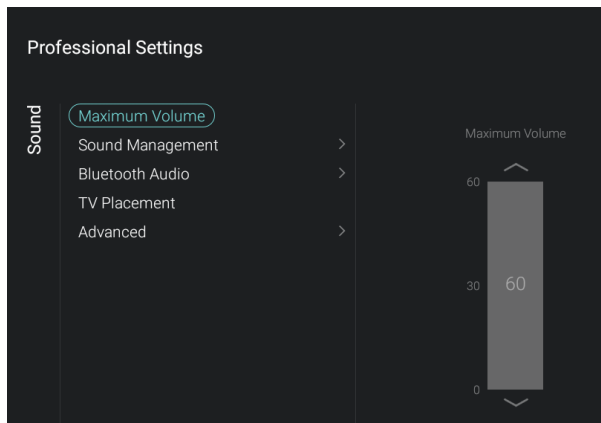 Professional Settings
Sound
Maximum Volume
Sound Management
Bluetooth Audio
TV Placement
Advanced
Maximum Volume
60
30
60
0